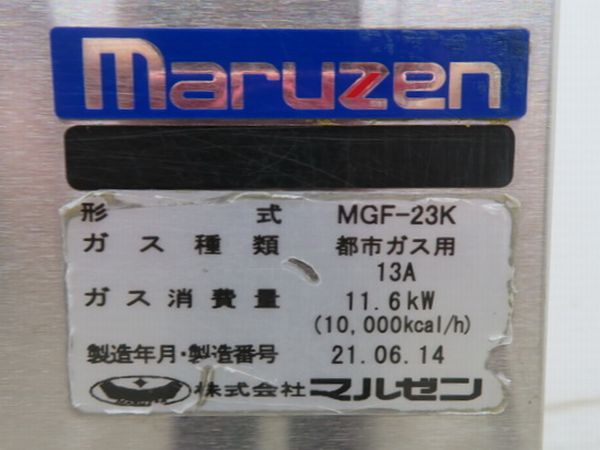 maruzen
形 式 MGF-23K
ガス種類 都市ガス用
13A
ガス消費量 11.6kW
(10,000kcal/h)
製造年月・製造番号 21.06.14
株式会社マルゼン